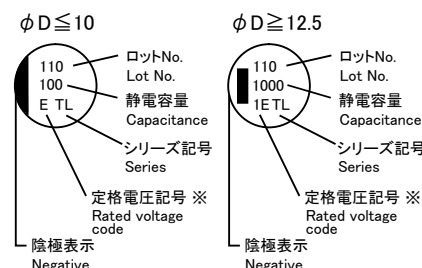 φD≦10
110
100
E TL
ロットNo.
Lot No.
静電容量
Capacitance
シリーズ記号
Series
定格電圧記号 ※
Rated voltage
code
陰極表示
Negative
φD≧12.5
110
1000
1E TL
ロットNo.
Lot No.
静電容量
Capacitance
シリーズ記号
Series
定格電圧記号 ※
Rated voltage
code
陰極表示
Negative